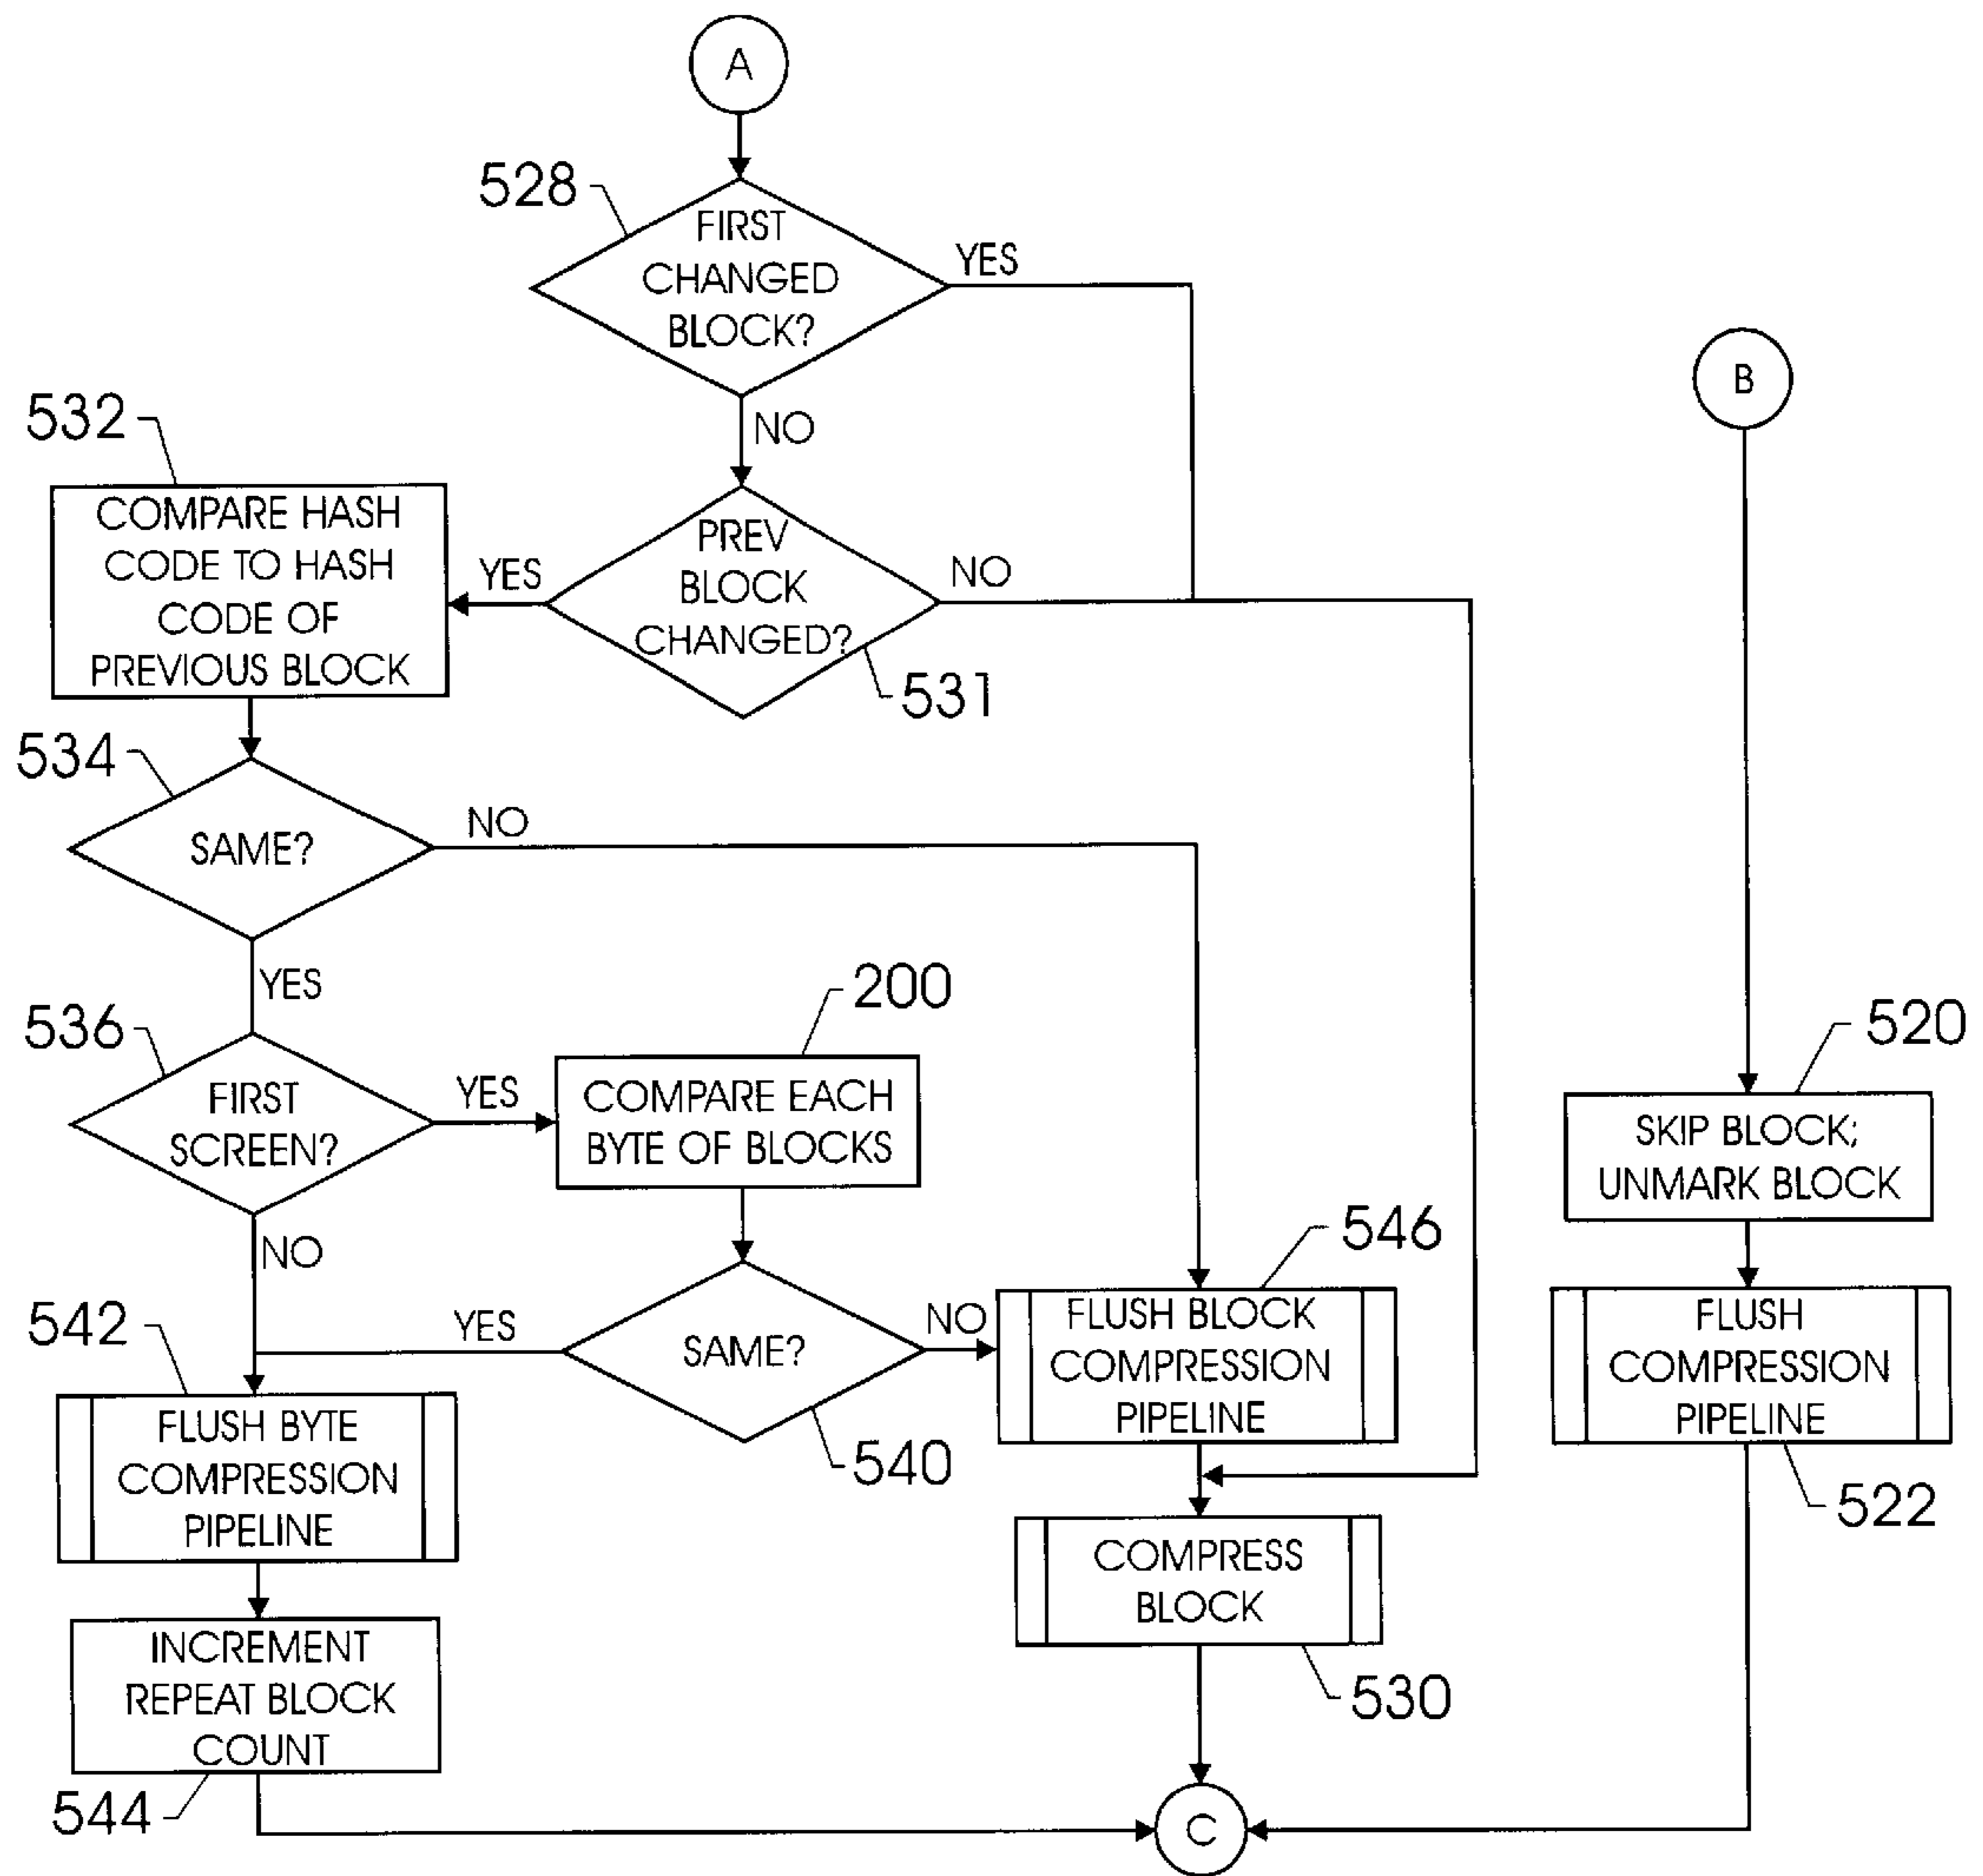 A
528
FIRST
CHANGED
BLOCK?
YES
NO
B
532
COMPARE HASH
CODE TO HASH
CODE OF
PREVIOUS BLOCK
YES
PREV
BLOCK
CHANGED?
NO
531
534
SAME?
NO
YES
536
FIRST
SCREEN?
YES
NO
200
COMPARE EACH
BYTE OF BLOCKS
520
SKIP BLOCK;
UNMARK BLOCK
542
YES
SAME?
NO
540
546
FLUSH BLOCK
COMPRESSION
PIPELINE
FLUSH
COMPRESSION
PIPELINE
522
FLUSH BYTE
COMPRESSION
PIPELINE
COMPRESS
BLOCK
530
INCREMENT
REPEAT BLOCK
COUNT
544
C